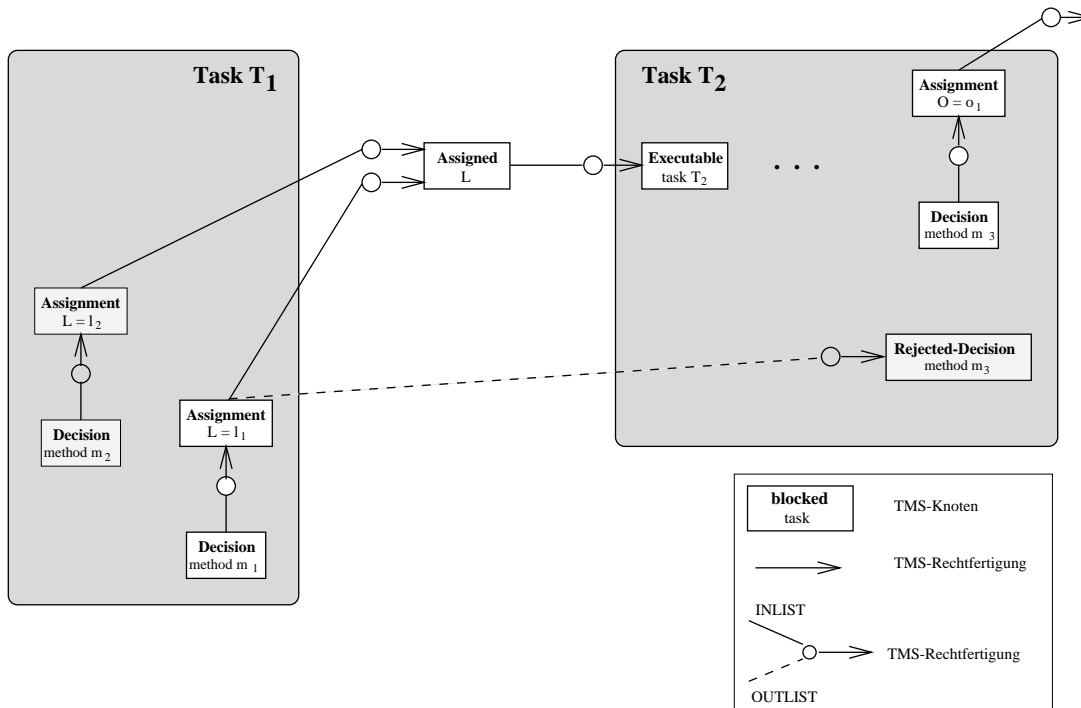 Task T1
Assignment
L = l2
Decision
method m2
Assignment
L = l1
Decision
method m1
Assigned
L
Task T2
Executable
task T2
. . .
Assignment
O = o1
Decision
method m3
Rejected-Decision
method m3
blocked
task
TMS-Knoten
TMS-Rechtfertigung
INLIST
TMS-Rechtfertigung
OUTLIST